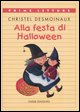 PRIME LETTURE
CHRISTEL DESMOINAUX
Alla festa di
Halloween